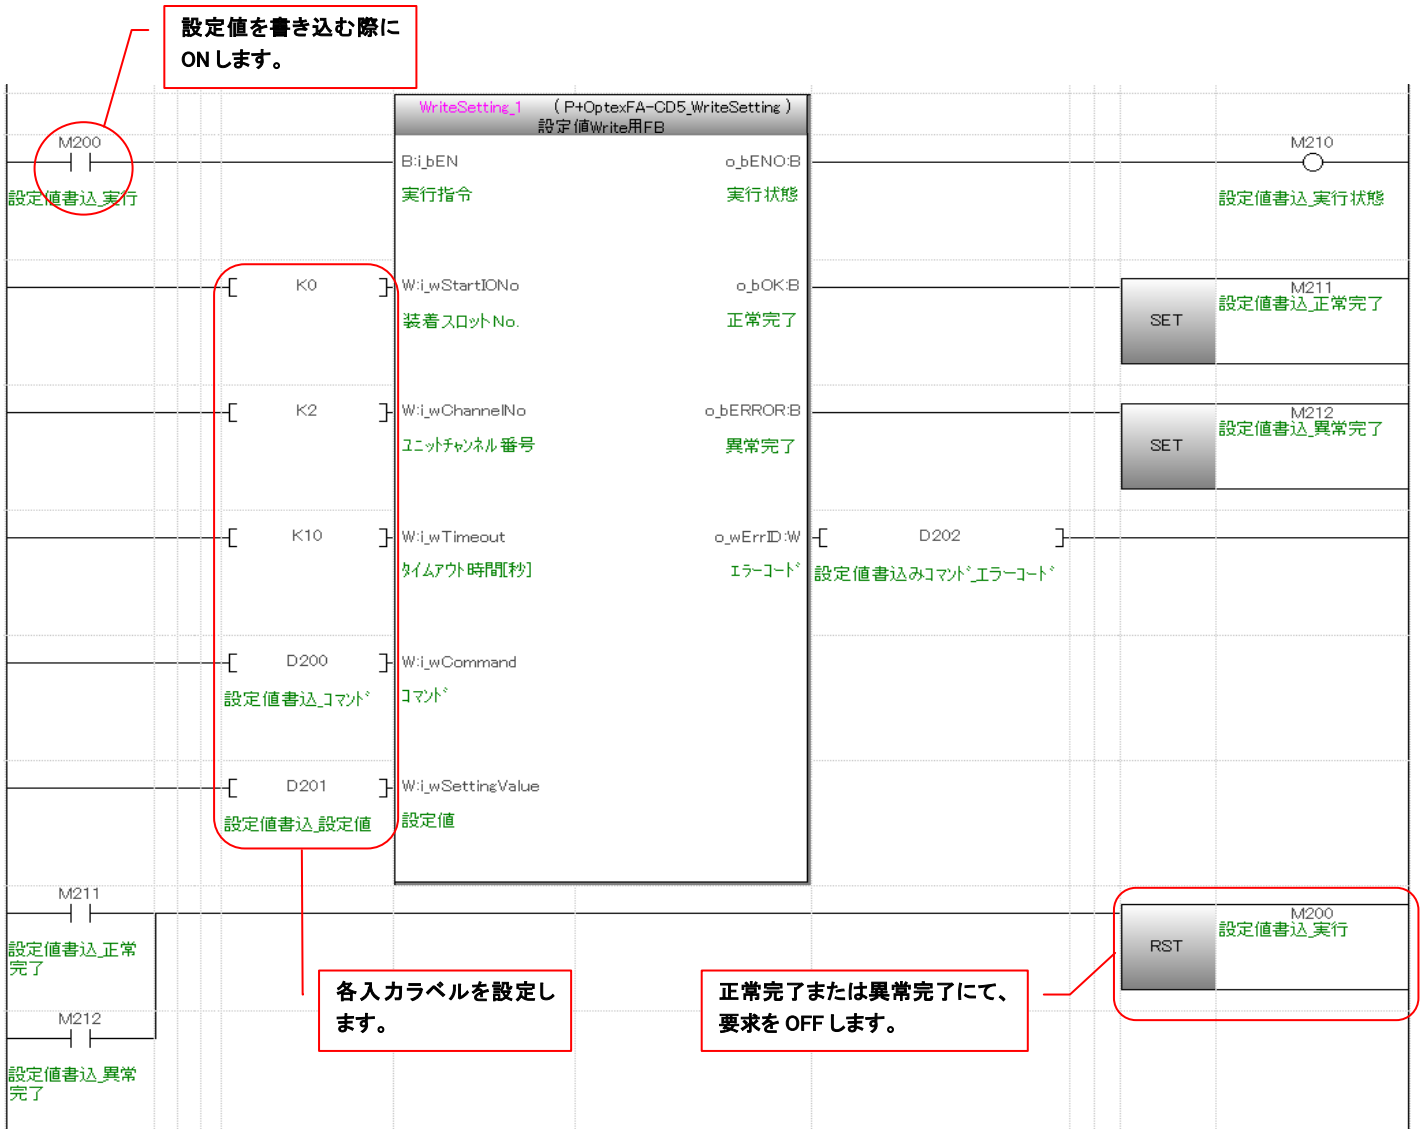 設定値を書き込む際に
ONします。
WriteSetting_1 (P+OptexFA-CD5_WriteSetting)
設定値Write用FB
M200
設定値書込_実行
B:i_bEN
実行指令
o_bENO:B
実行状態
M210
設定値書込_実行状態
K0
W:i_wStartIONo
装着スロットNo.
o_bOK:B
正常完了
SET
M211
設定値書込_正常完了
K2
W:i_wChannelNo
ユニットチャンネル番号
o_bERROR:B
異常完了
SET
M212
設定値書込_異常完了
K10
W:i_wTimeout
タイムアウト時間[秒]
o_wErrID:W
エラーコード
D202
設定値書込みコマンド_エラーコード
D200
設定値書込_コマンド
W:i_wCommand
コマンド
D201
設定値書込_設定値
W:i_wSettingValue
設定値
M211
設定値書込_正常
完了
RST
M200
設定値書込_実行
各入力ラベルを設定し
ます。
正常完了または異常完了にて、
要求をOFFします。
M212
設定値書込_異常
完了